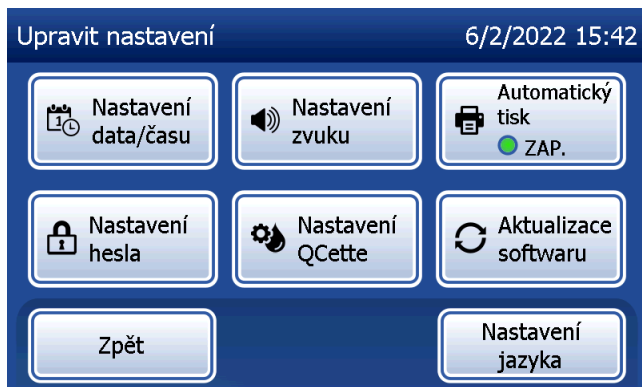 Upravit nastavení 6/2/2022 15:42
Nastavení
data/času
Nastavení
zvuku
Automatický
tisk
ZAP.
Nastavení
hesla
Nastavení
QCette
Aktualizace
softwaru
Zpět
Nastavení
jazyka